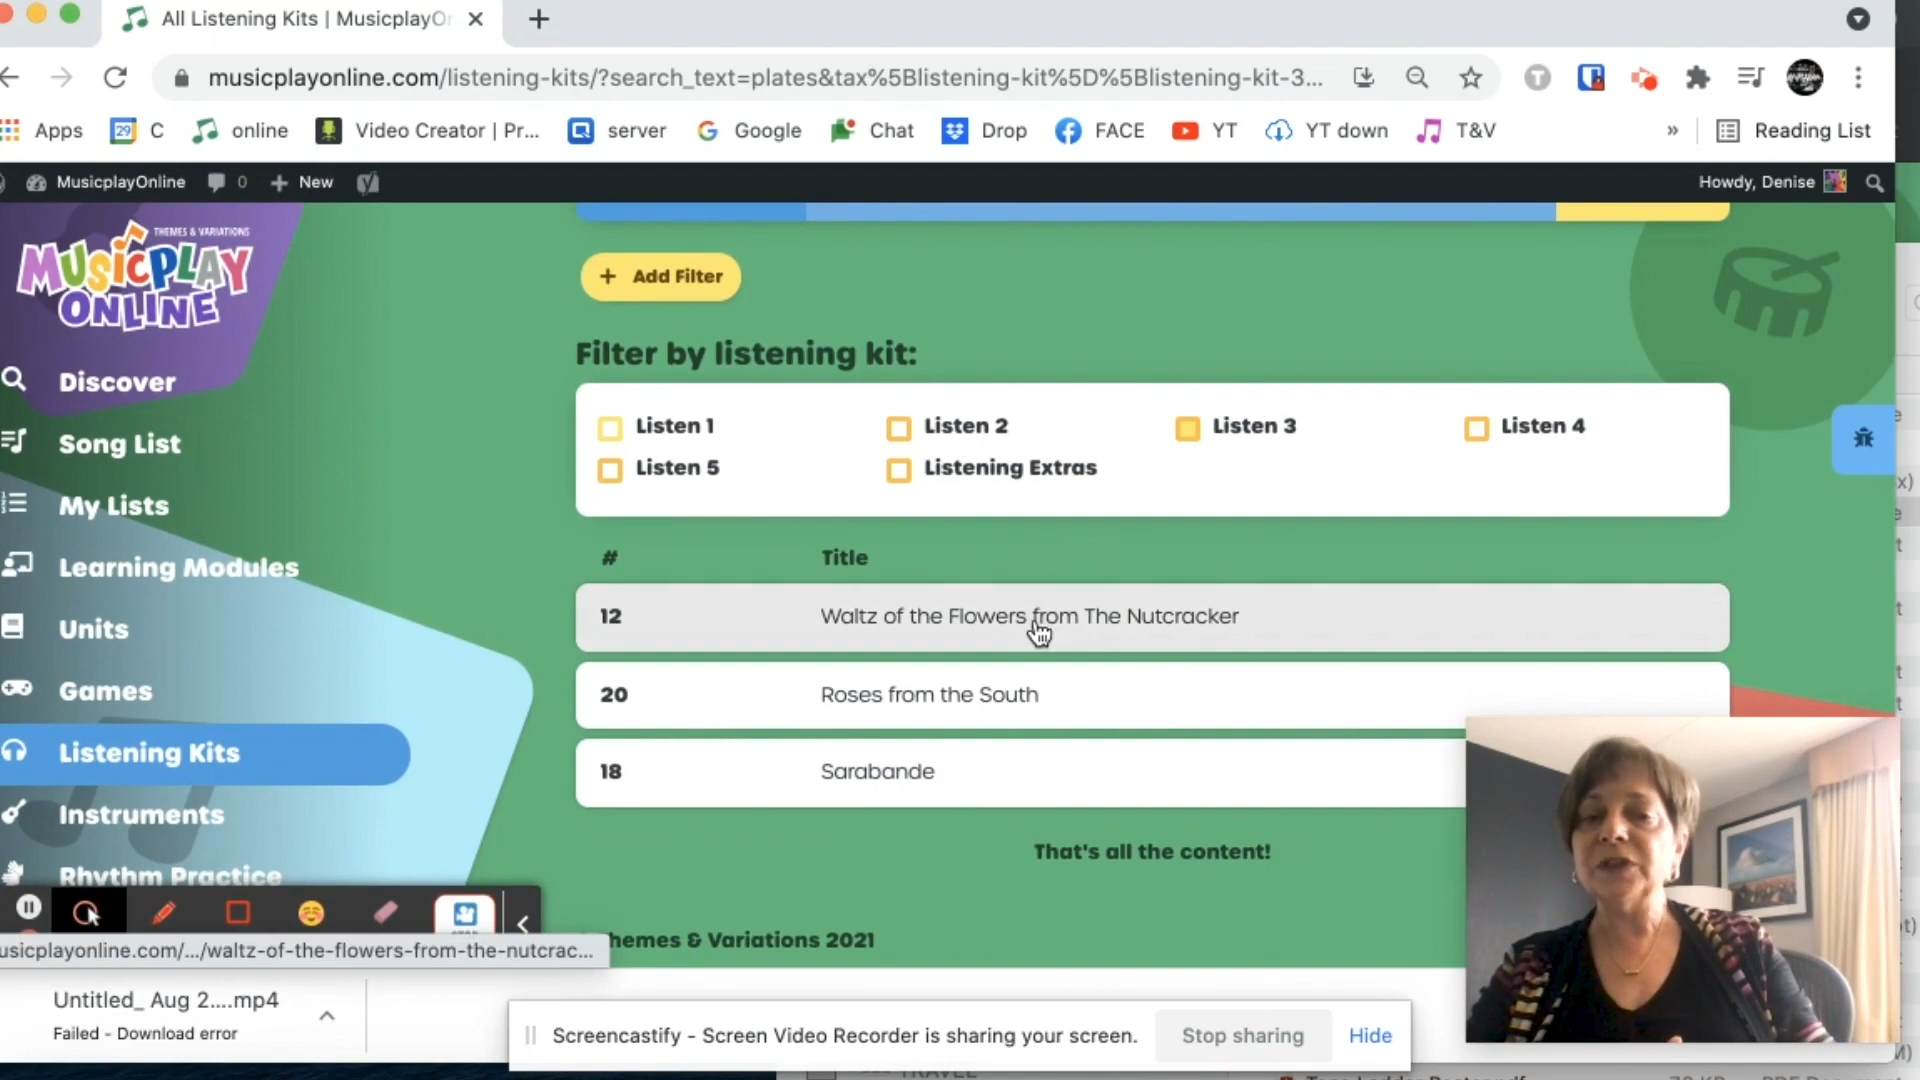 All Listening Kits | MusicplayO
musicplayonline.com/listening-kits/?search_text=plates&tax%5Blistening-kit%5D%5Blistening-kit-3...
Apps
29
C
online
Video Creator | Pr...
server
Google
Chat
Drop
FACE
YT
YT down
T&V
»
Reading List
MusicplayOnline
0
+ New
Howdy, Denise
THEMES & VARIATIONS
MUSICPLAY
ONLINE
Discover
Song List
My Lists
Learning Modules
Units
Games
Listening Kits
Instruments
Rhythm Practice
+ Add Filter
Filter by listening kit:
Listen 1
Listen 2
Listen 3
Listen 4
Listen 5
Listening Extras
# Title
12 Waltz of the Flowers from The Nutcracker
20 Roses from the South
18 Sarabande
That's all the content!
hemes & Variations 2021
usicplayonline.com/.../waltz-of-the-flowers-from-the-nutcrac...
Untitled_ Aug 2....mp4
Failed - Download error
Screencastify - Screen Video Recorder is sharing your screen.
Stop sharing
Hide